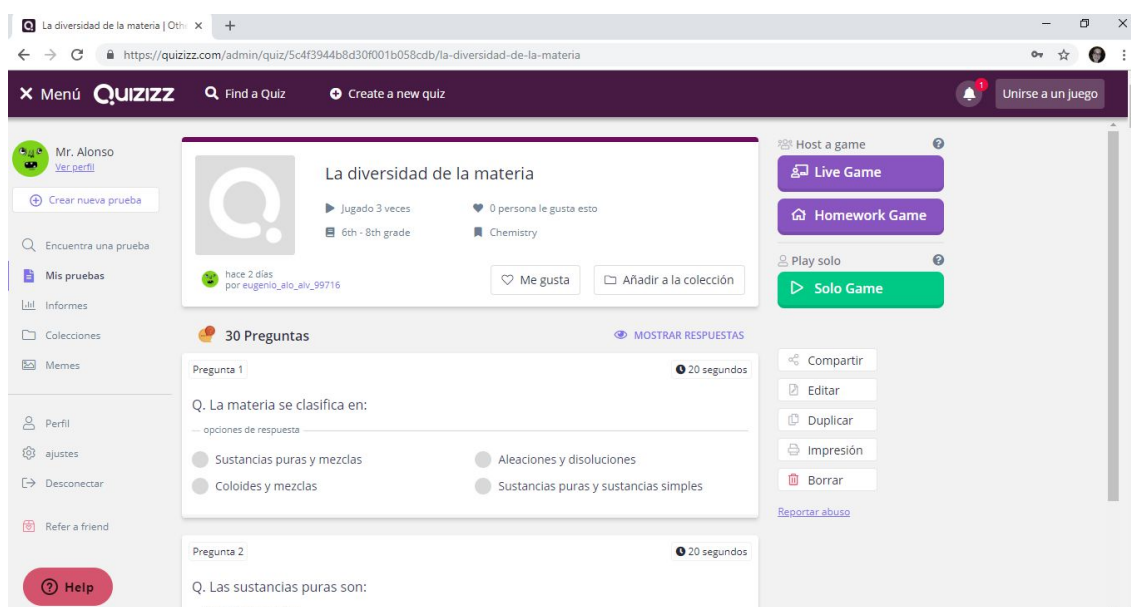 La diversidad de la materia | Oth
https://quizizz.com/admin/quiz/5c4f3944b8d30f001b058cdb/la-diversidad-de-la-materia
Menú QUIZIZZ Find a Quiz Create a new quiz 1 Unirse a un juego
Mr. Alonso
Ver perfil
Crear nueva prueba
Encuentra una prueba
Mis pruebas
Informes
Colecciones
Memes
Perfil
ajustes
Desconectar
Refer a friend
Help
La diversidad de la materia
Jugado 3 veces 0 persona le gusta esto
6th - 8th grade Chemistry
hace 2 días
por eugenio_alo_alv_99716
Me gusta Añadir a la colección
30 Preguntas MOSTRAR RESPUESTAS
Pregunta 1 20 segundos
Q. La materia se clasifica en:
opciones de respuesta
Sustancias puras y mezclas Aleaciones y disoluciones
Coloides y mezclas Sustancias puras y sustancias simples
Pregunta 2 20 segundos
Q. Las sustancias puras son:
Host a game
Live Game
Homework Game
Play solo
Solo Game
Compartir
Editar
Duplicar
Impresión
Borrar
Reportar abuso